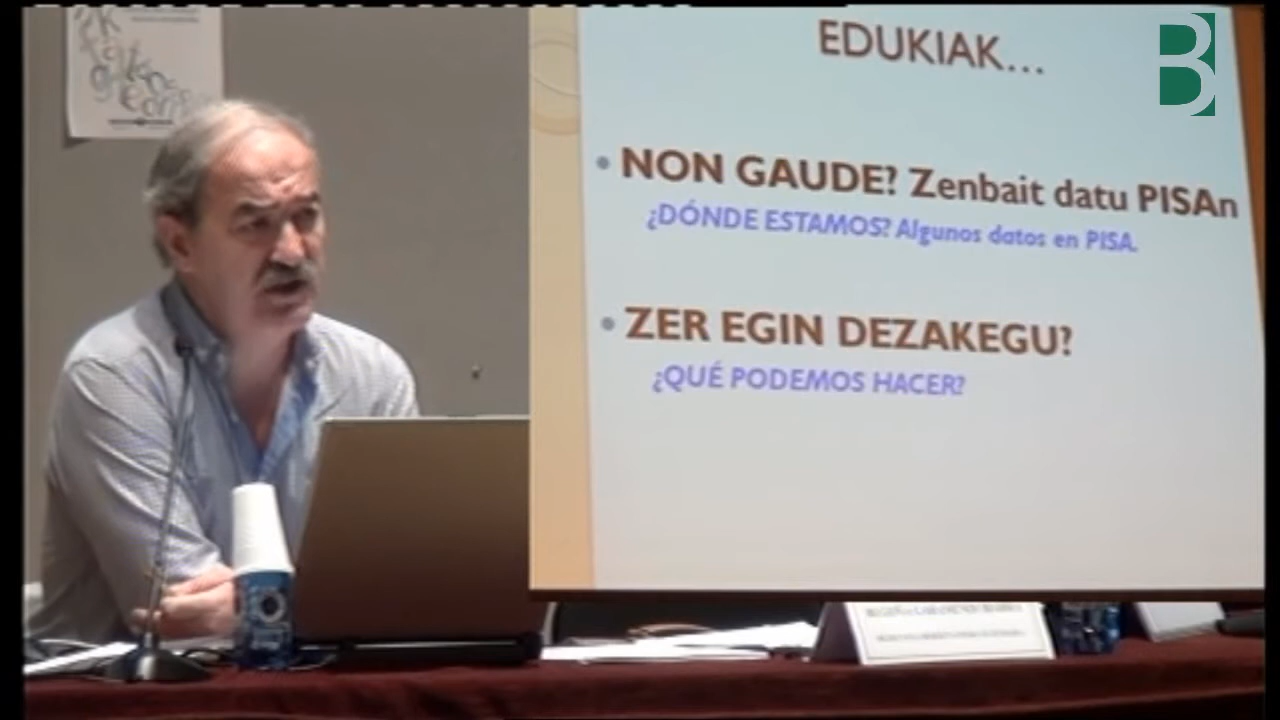 EDUKIAK...
• NON GAUDE? Zenbait datu PISAn
¿DÓNDE ESTAMOS? Algunos datos en PISA.
• ZER EGIN DEZAKEGU?
¿QUÉ PODEMOS HACER?
B